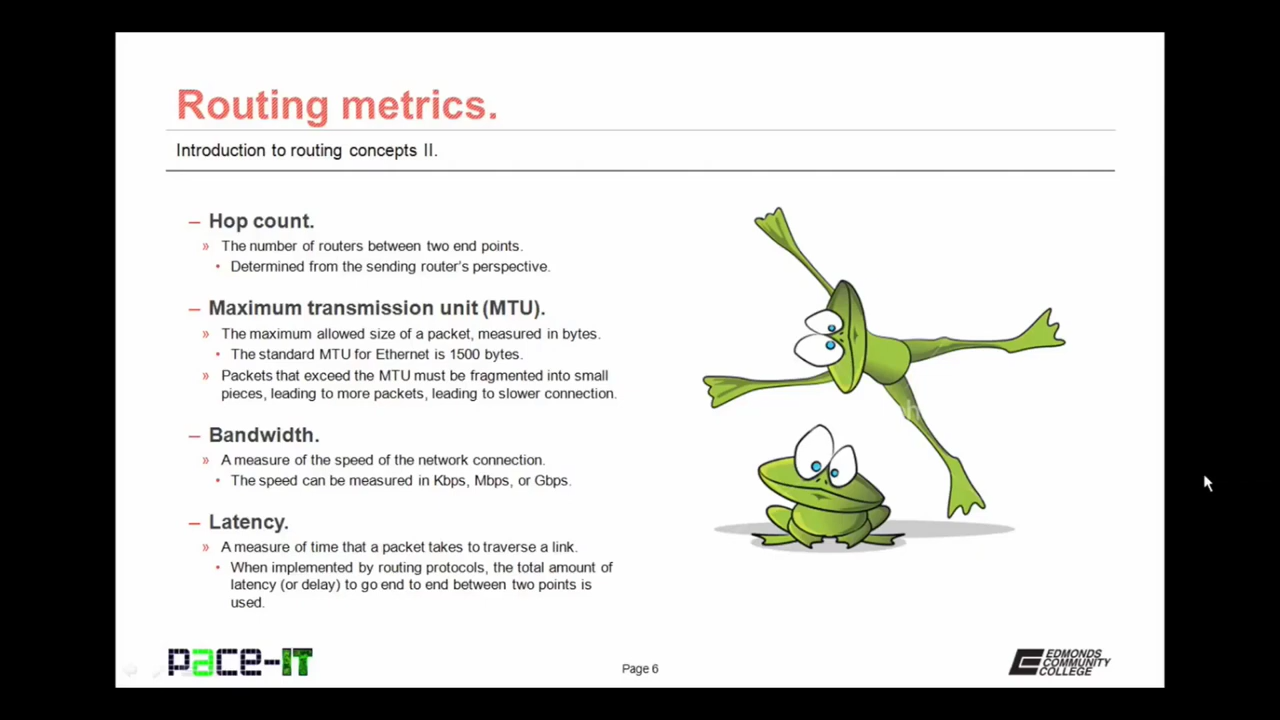 Routing metrics.
Introduction to routing concepts II.
– Hop count.
» The number of routers between two end points.
• Determined from the sending router's perspective.
– Maximum transmission unit (MTU).
» The maximum allowed size of a packet, measured in bytes.
• The standard MTU for Ethernet is 1500 bytes.
» Packets that exceed the MTU must be fragmented into small
pieces, leading to more packets, leading to slower connection.
– Bandwidth.
» A measure of the speed of the network connection.
• The speed can be measured in Kbps, Mbps, or Gbps.
– Latency.
» A measure of time that a packet takes to traverse a link.
• When implemented by routing protocols, the total amount of
latency (or delay) to go end to end between two points is
used.
pace-IT
Page 6
EDMONDS
COMMUNITY
COLLEGE